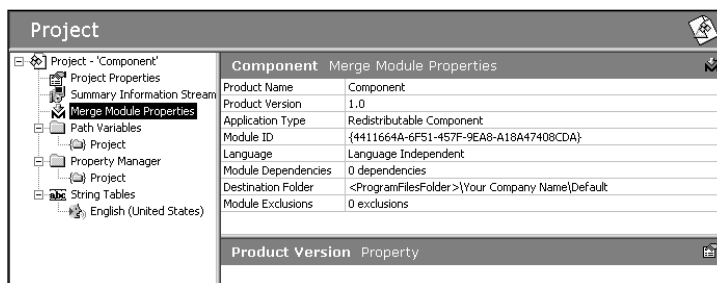 Project
Project - 'Component'
Project Properties
Summary Information Stream
Merge Module Properties
Path Variables
Project
Property Manager
Project
abc String Tables
English (United States)
Component Merge Module Properties
Product Name Component
Product Version 1.0
Application Type Redistributable Component
Module ID {4411664A-6F51-457F-9EA8-A18A47408CDA}
Language Language Independent
Module Dependencies 0 dependencies
Destination Folder <ProgramFilesFolder>\Your Company Name\Default
Module Exclusions 0 exclusions
Product Version Property